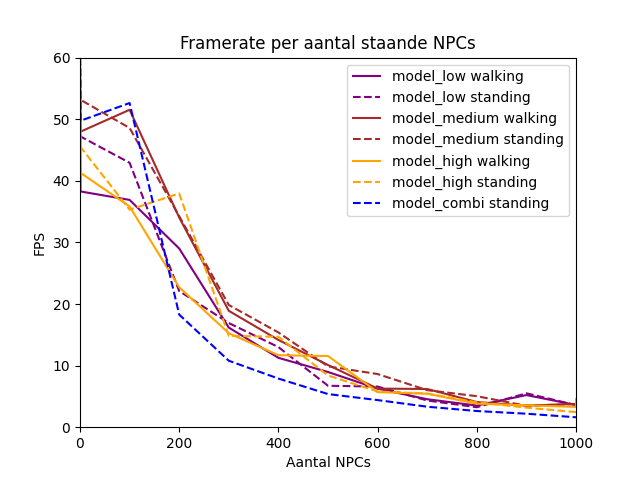 Framerate per aantal staande NPCs
60
50
40
30
20
10
0
FPS
model_low walking
model_low standing
model_medium walking
model_medium standing
model_high walking
model_high standing
model_combi standing
0 200 400 600 800 1000
Aantal NPCs